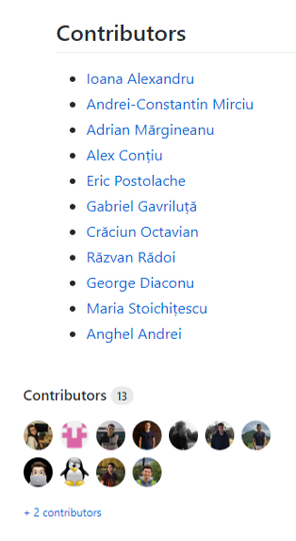 Contributors
Ioana Alexandru
Andrei-Constantin Mirciu
Adrian Mărgineanu
Alex Conțiu
Eric Postolache
Gabriel Gavriluță
Crăciun Octavian
Răzvan Rădoi
George Diaconu
Maria Stoichițescu
Anghel Andrei
Contributors 13
+ 2 contributors